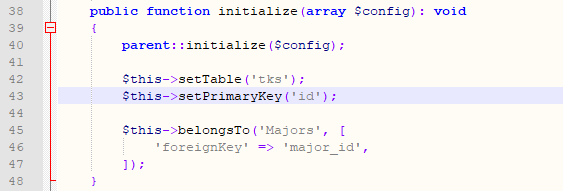 38 public function initialize(array $config): void
39 {
40 parent::initialize($config);
41
42 $this->setTable('tks');
43 $this->setPrimaryKey('id');
44
45 $this->belongsTo('Majors', [
46 'foreignKey' => 'major_id',
47 ]);
48 }